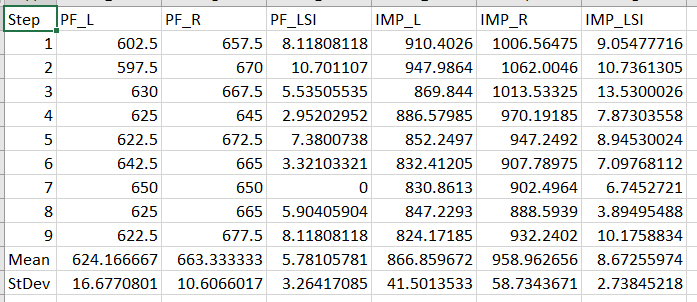 Step PF_L PF_R PF_LSI IMP_L IMP_R IMP_LSI
1 602.5 657.5 8.11808118 910.4026 1006.56475 9.05477716
2 597.5 670 10.701107 947.9864 1062.0046 10.7361305
3 630 667.5 5.53505535 869.844 1013.53325 13.5300026
4 625 645 2.95202952 886.57985 970.19185 7.87303558
5 622.5 672.5 7.3800738 852.2497 947.2492 8.94530024
6 642.5 665 3.32103321 832.41205 907.78975 7.09768112
7 650 650 0 830.8613 902.4964 6.7452721
8 625 665 5.90405904 847.2293 888.5939 3.89495488
9 622.5 677.5 8.11808118 824.17185 932.2402 10.1758834
Mean 624.166667 663.333333 5.78105781 866.859672 958.962656 8.67255974
StDev 16.6770801 10.6066017 3.26417085 41.5013533 58.7343671 2.73845218